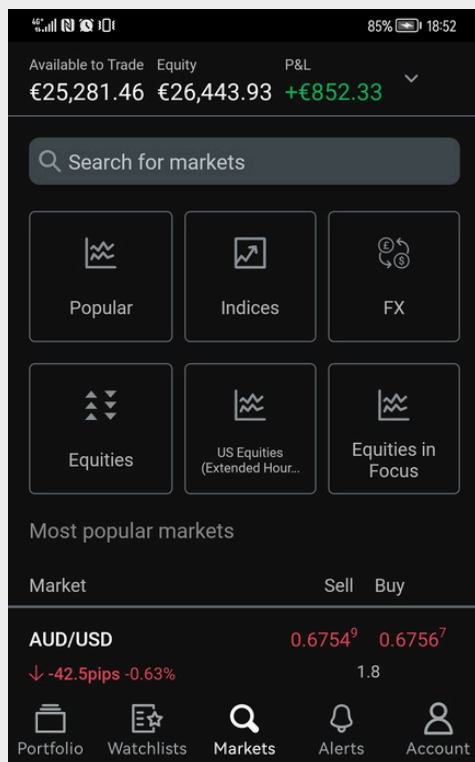 46+ 85% 18:52
Available to Trade Equity P&L
€25,281.46 €26,443.93 +€852.33
Search for markets
Popular Indices FX
Equities US Equities (Extended Hour... Equities in Focus
Most popular markets
Market Sell Buy
AUD/USD 0.6754⁹ 0.6756⁷
↓ -42.5pips -0.63% 1.8
Portfolio Watchlists Markets Alerts Account